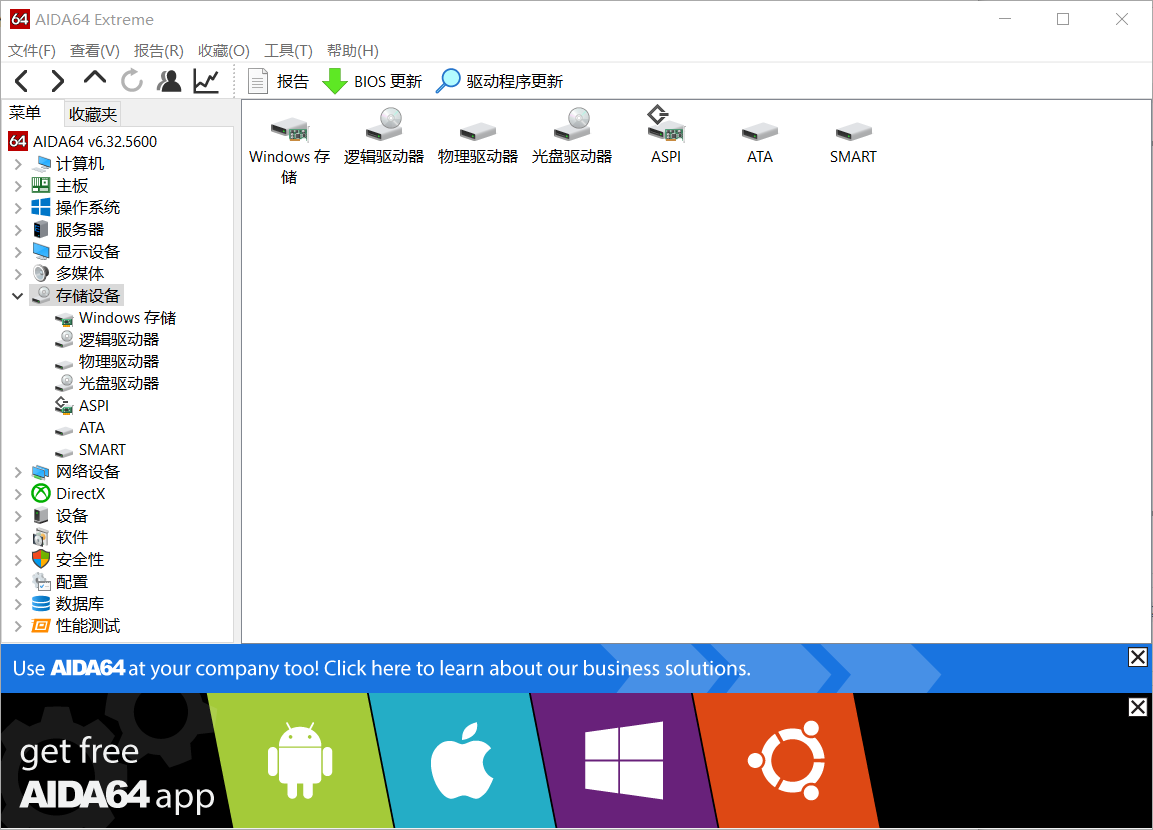 64 AIDA64 Extreme
文件(F) 查看(V) 报告(R) 收藏(O) 工具(T) 帮助(H)
报告 BIOS 更新 驱动程序更新
菜单 收藏夹
64 AIDA64 v6.32.5600
计算机
主板
操作系统
服务器
显示设备
多媒体
存储设备
Windows 存储
逻辑驱动器
物理驱动器
光盘驱动器
ASPI
ATA
SMART
网络设备
DirectX
设备
软件
安全性
配置
数据库
性能测试
Windows 存 逻辑驱动器 物理驱动器 光盘驱动器 ASPI ATA SMART
储
Use AIDA64 at your company too! Click here to learn about our business solutions.
get free
AIDA64 app